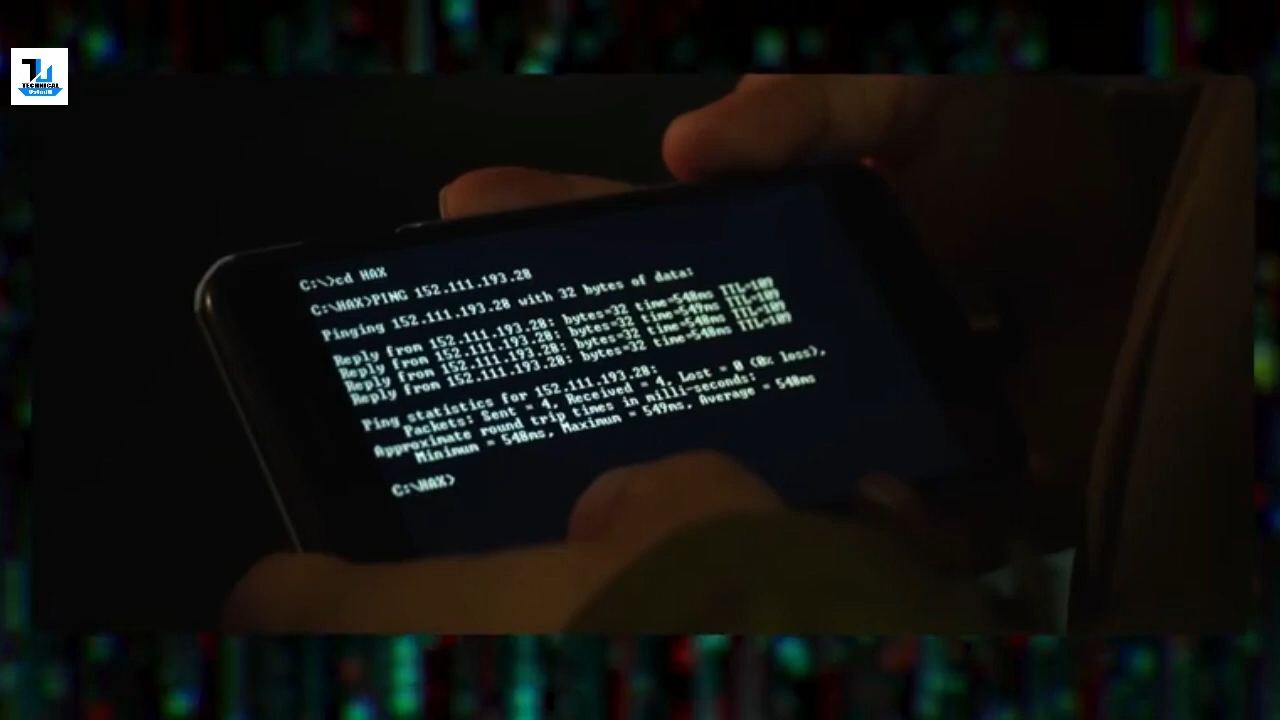 TECHNICAL
C:\>cd HAX
C:\HAX>PING 152.111.193.28
Pinging 152.111.193.28 with 32 bytes of data:
Reply from 152.111.193.28: bytes=32 time=548ms TTL=109
Reply from 152.111.193.28: bytes=32 time=549ms TTL=109
Reply from 152.111.193.28: bytes=32 time=548ms TTL=109
Reply from 152.111.193.28: bytes=32 time=548ms TTL=109
Ping statistics for 152.111.193.28:
Packets: Sent = 4, Received = 4, Lost = 0 (0% loss),
Approximate round trip times in milli-seconds:
Minimum = 548ms, Maximum = 549ms, Average = 548ms
C:\HAX>